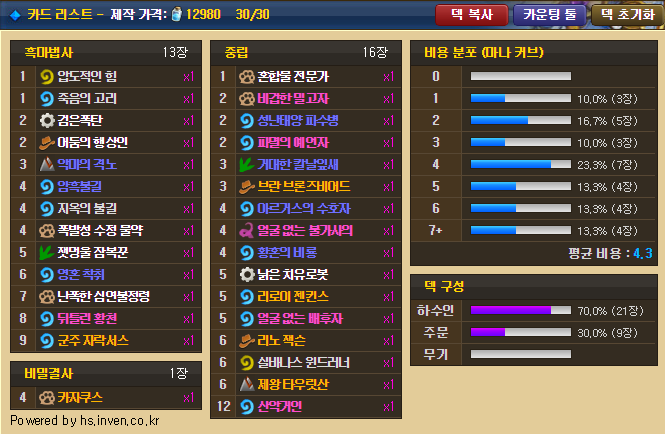 카드 리스트 - 제작 가격: 12980 30/30
덱 복사
카운팅 툴
덱 초기화
흑마법사 13장
1 압도적인 힘 x1
1 죽음의 고리 x1
2 검은폭탄 x1
2 어둠의 행상인 x1
3 악마의 격노 x1
4 암흑불길 x1
4 지옥의 불길 x1
4 폭발성 수정 물약 x1
5 잿멍울 잠복꾼 x1
6 영혼 착취 x1
7 난폭한 심연불정령 x1
8 뒤틀린 황천 x1
9 군주 자락서스 x1
비밀결사 1장
4 카자쿠스 x1
Powered by hs.inven.co.kr
중립 16장
1 혼합물 전문가 x1
2 비겁한 밀고자 x1
2 성난태양 파수병 x1
2 파멸의 예언자 x1
3 거대한 칼날잎새 x1
3 브란 브론즈비어드 x1
4 아르거스의 수호자 x1
4 얼굴 없는 불가사의 x1
4 황혼의 비룡 x1
5 낡은 치유로봇 x1
5 리로이 젠킨스 x1
5 얼굴 없는 배후자 x1
6 리노 잭슨 x1
6 실바나스 윈드러너 x1
6 제왕 타우릿산 x1
12 산악거인 x1
비용 분포 (마나 커브)
0
1 10,0% (3장)
2 16,7% (5장)
3 10,0% (3장)
4 23,3% (7장)
5 13,3% (4장)
6 13,3% (4장)
7+ 13,3% (4장)
평균 비용 : 4,3
덱 구성
하수인 70,0% (21장)
주문 30,0% (9장)
무기